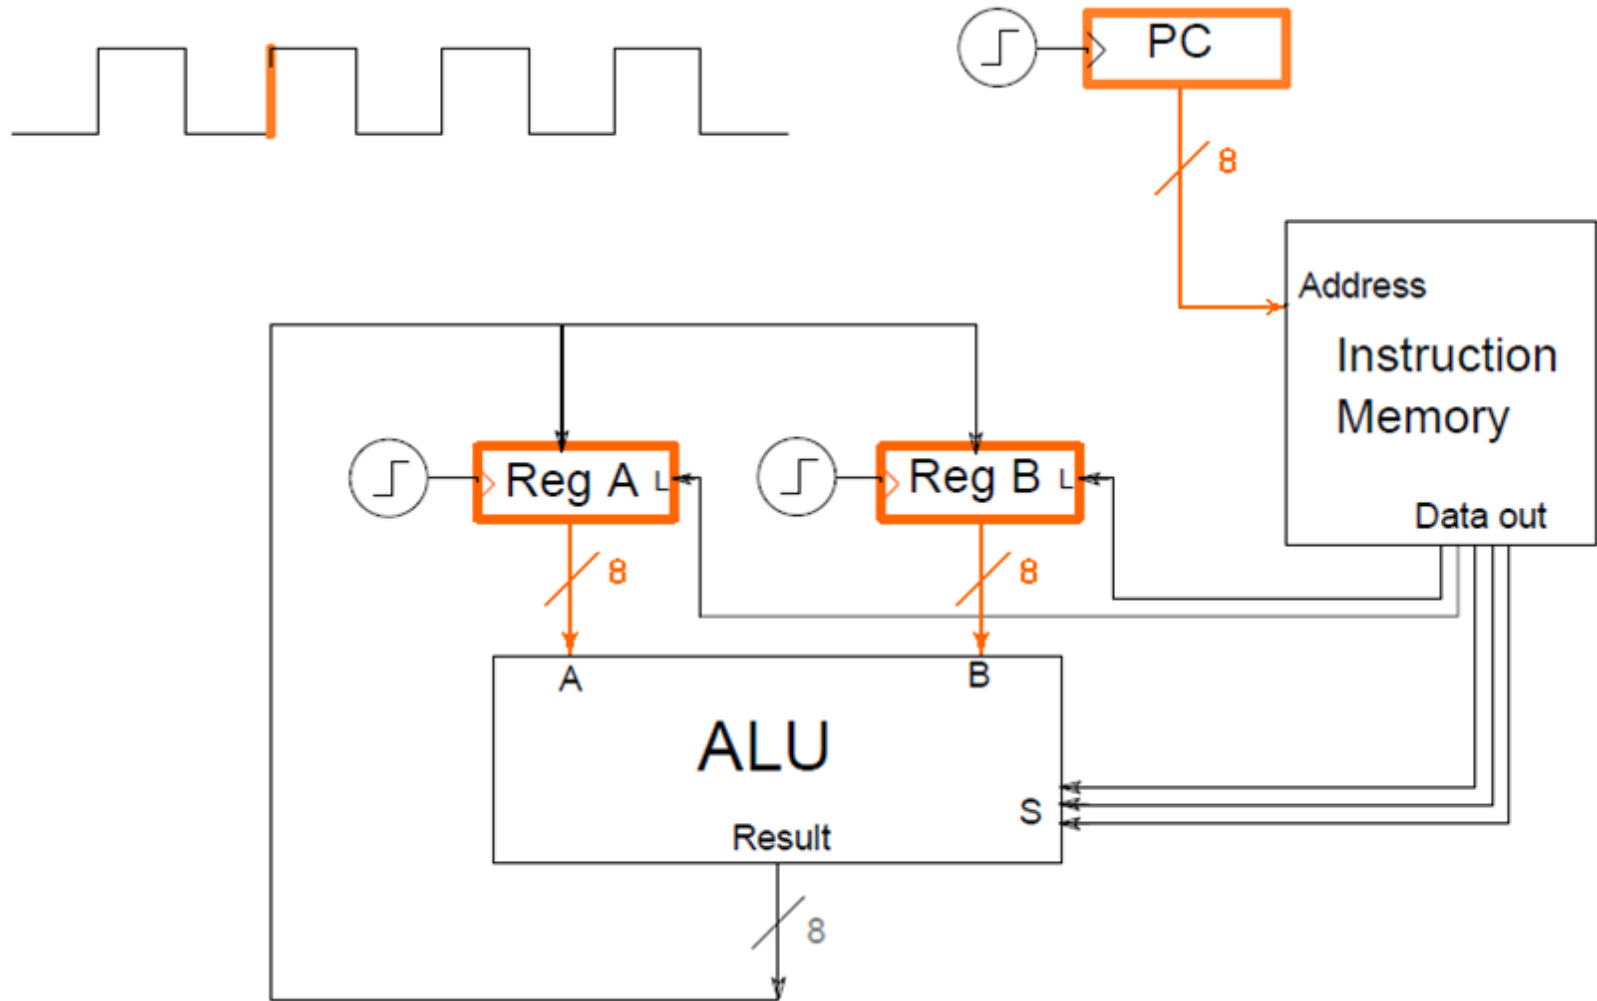 PC
8
Address
Instruction
Memory
Data out
Reg A L
Reg B L
8
8
A
B
ALU
S
Result
8